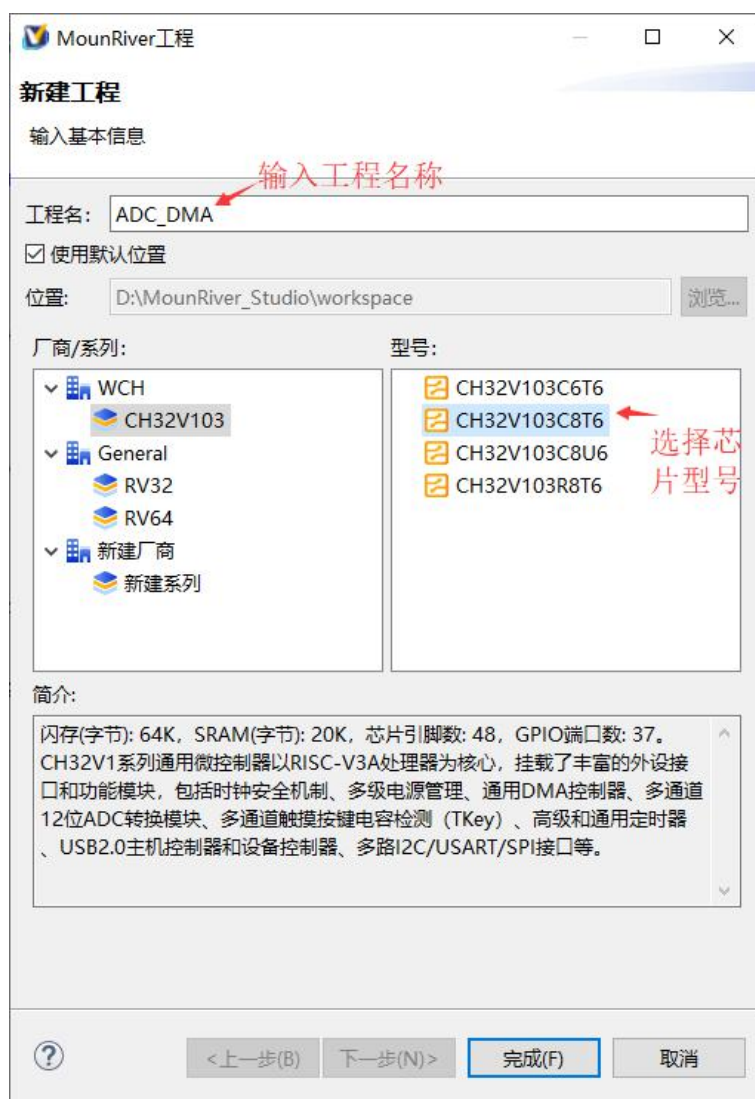 MounRiver工程
新建工程
输入基本信息
输入工程名称
工程名: ADC_DMA
使用默认位置
位置: D:\MounRiver_Studio\workspace 浏览...
厂商/系列: 型号:
WCH
CH32V103
General
RV32
RV64
新建厂商
新建系列
CH32V103C6T6
CH32V103C8T6
CH32V103C8U6
CH32V103R8T6
选择芯
片型号
简介:
闪存(字节): 64K, SRAM(字节): 20K, 芯片引脚数: 48, GPIO端口数: 37。
CH32V1系列通用微控制器以RISC-V3A处理器为核心，挂载了丰富的外设接
口和功能模块，包括时钟安全机制、多级电源管理、通用DMA控制器、多通道
12位ADC转换模块、多通道触摸按键电容检测（TKey）、高级和通用定时器
、USB2.0主机控制器和设备控制器、多路I2C/USART/SPI接口等。
<上一步(B) 下一步(N)> 完成(F) 取消